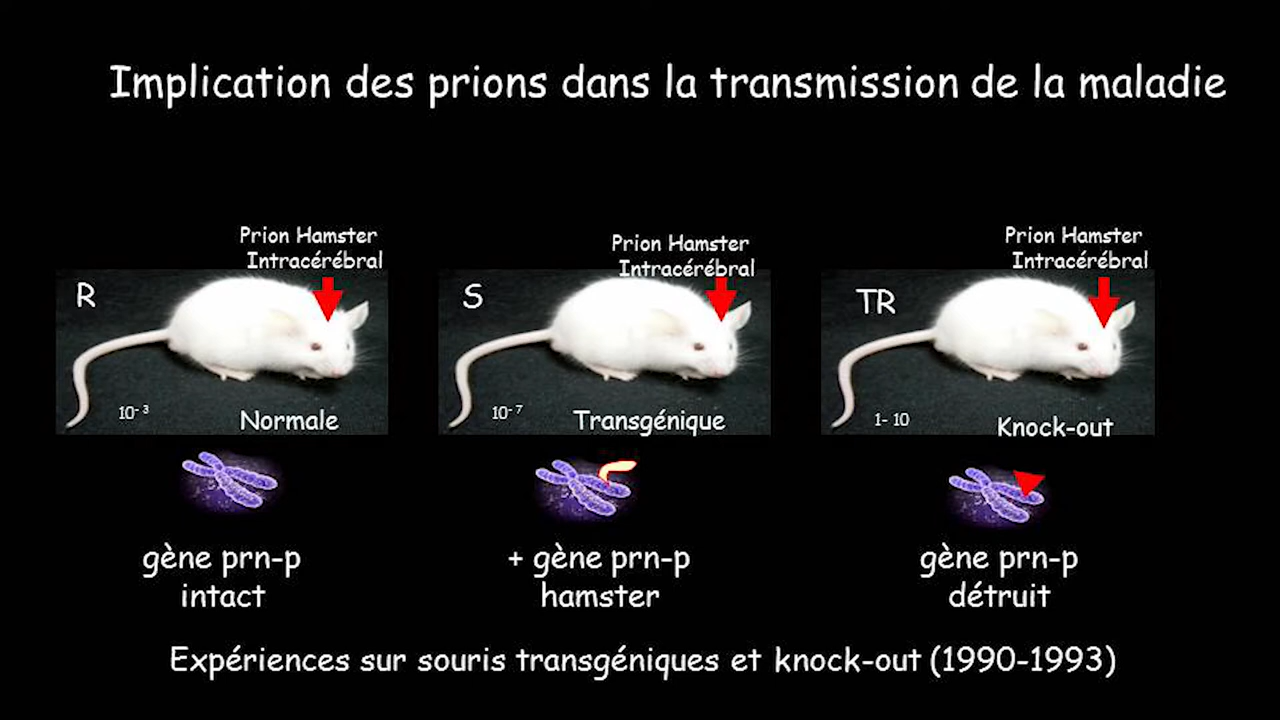 Implication des prions dans la transmission de la maladie
Prion Hamster
Intracérébral
R
10⁻³
Normale
gène prn-p
intact
Prion Hamster
Intracérébral
S
10⁻⁷
Transgénique
+ gène prn-p
hamster
Prion Hamster
Intracérébral
TR
1-10
Knock-out
gène prn-p
détruit
Expériences sur souris transgéniques et knock-out (1990-1993)